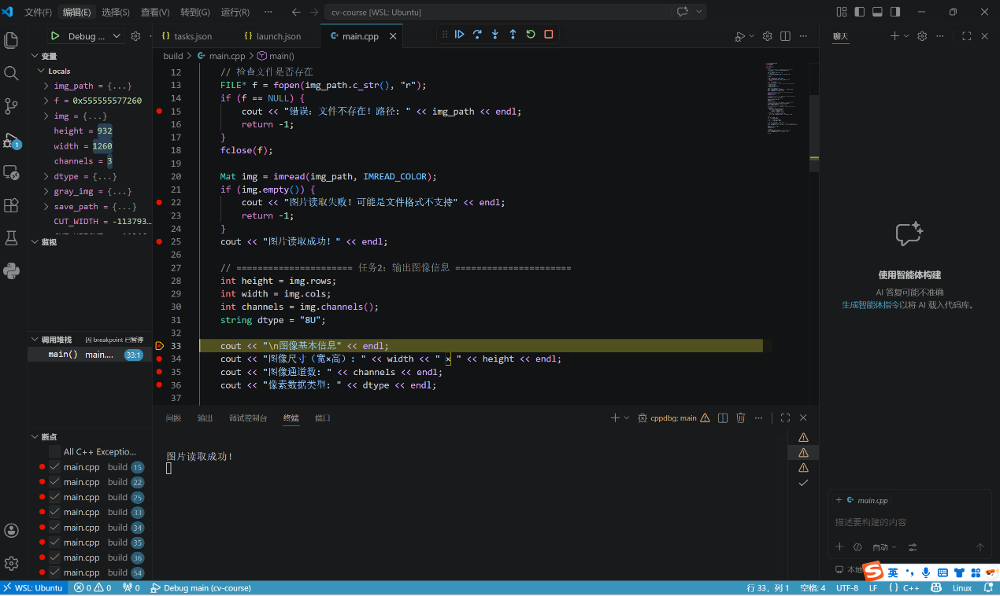 文件(F) 编辑(E) 选择(S) 查看(V) 转到(G) 运行(R) ··· cv-course [WSL: Ubuntu]
Debug ... tasks.json launch.json main.cpp
build > main.cpp > main()
变量
Locals
img_path = {...}
f = 0x555555577260
img = {...}
height = 932
width = 1260
channels = 3
dtype = {...}
gray_img = {...}
save_path = {...}
CUT_WIDTH = -113793...
监视
调用堆栈 因 breakpoint 已暂停
main() main.... 33:1
断点
All C++ Exceptio...
main.cpp build 15
main.cpp build 22
main.cpp build 25
main.cpp build 33
main.cpp build 34
main.cpp build 35
main.cpp build 36
main.cpp build 54
12 // 检查文件是否存在
13 FILE* f = fopen(img_path.c_str(), "r");
14 if (f == NULL) {
15 cout << "错误：文件不存在！路径：" << img_path << endl;
16 return -1;
17 }
18 fclose(f);
19
20 Mat img = imread(img_path, IMREAD_COLOR);
21 if (img.empty()) {
22 cout << "图片读取失败！可能是文件格式不支持" << endl;
23 return -1;
24 }
25 cout << "图片读取成功！" << endl;
26
27 // ====================== 任务2：输出图像信息 ======================
28 int height = img.rows;
29 int width = img.cols;
30 int channels = img.channels();
31 string dtype = "8U";
32
33 cout << "\n图像基本信息" << endl;
34 cout << "图像尺寸（宽×高）：" << width << " × " << height << endl;
35 cout << "图像通道数：" << channels << endl;
36 cout << "像素数据类型：" << dtype << endl;
37
问题 输出 调试控制台 终端 端口 cppdbg: main
图片读取成功！
聊天
使用智能体构建
AI 答复可能不准确
生成智能体指令以将 AI 载入代码库。
main.cpp
描述要构建的内容
自动
英
WSL: Ubuntu 0 0 0 Debug main (cv-course) 行 33，列 1 空格: 4 UTF-8 LF {} C++ Linux